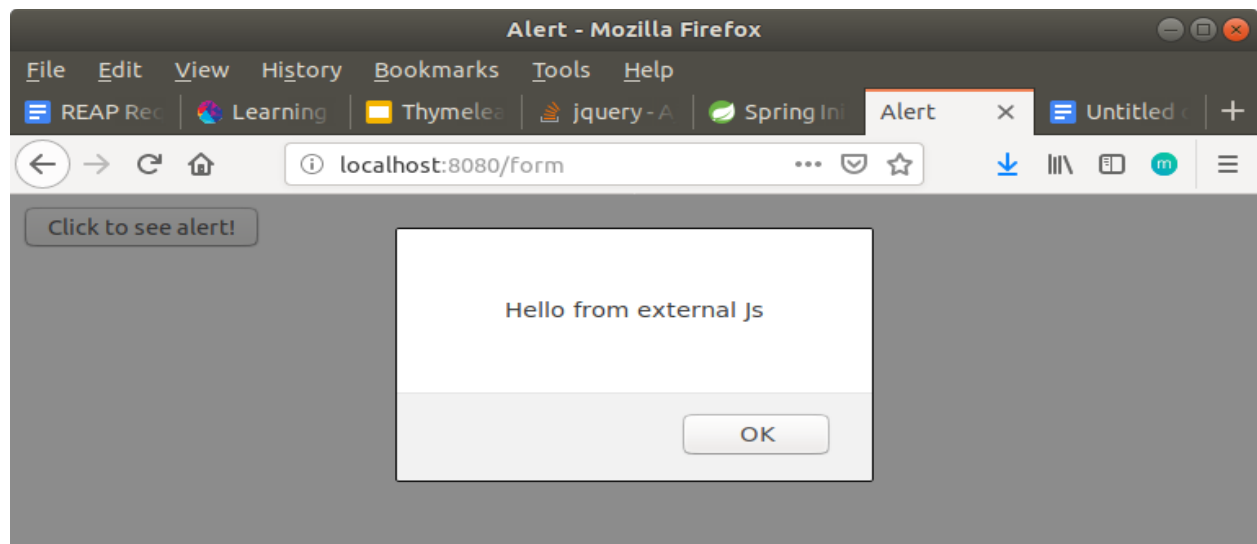 Alert - Mozilla Firefox
File Edit View History Bookmarks Tools Help
REAP Rec Learning Thymelea jquery - A Spring Ini Alert Untitled
localhost:8080/form
m
Click to see alert!
Hello from external Js
OK